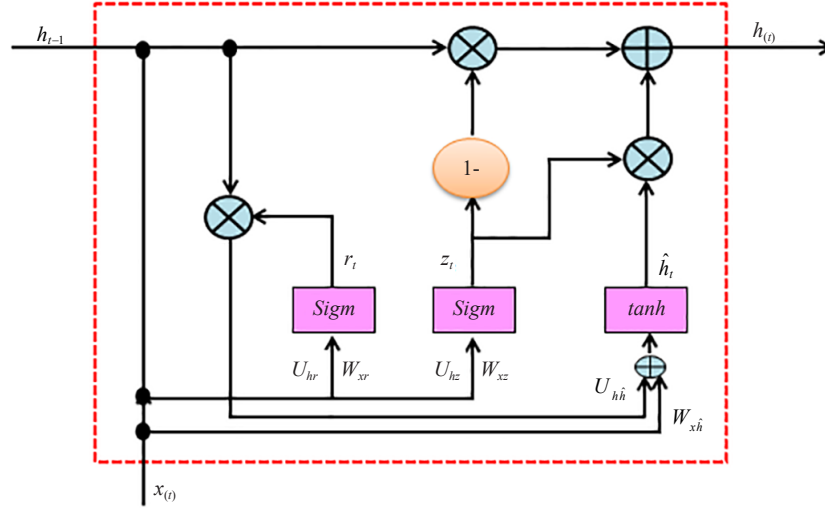 h_{t-1}
h_{(t)}
1-
r_t
z_t
ĥ_t
Sigm
Sigm
tanh
U_{hr} W_{xr}
U_{hz} W_{xz}
U_{hĥ}
W_{xĥ}
x_{(t)}